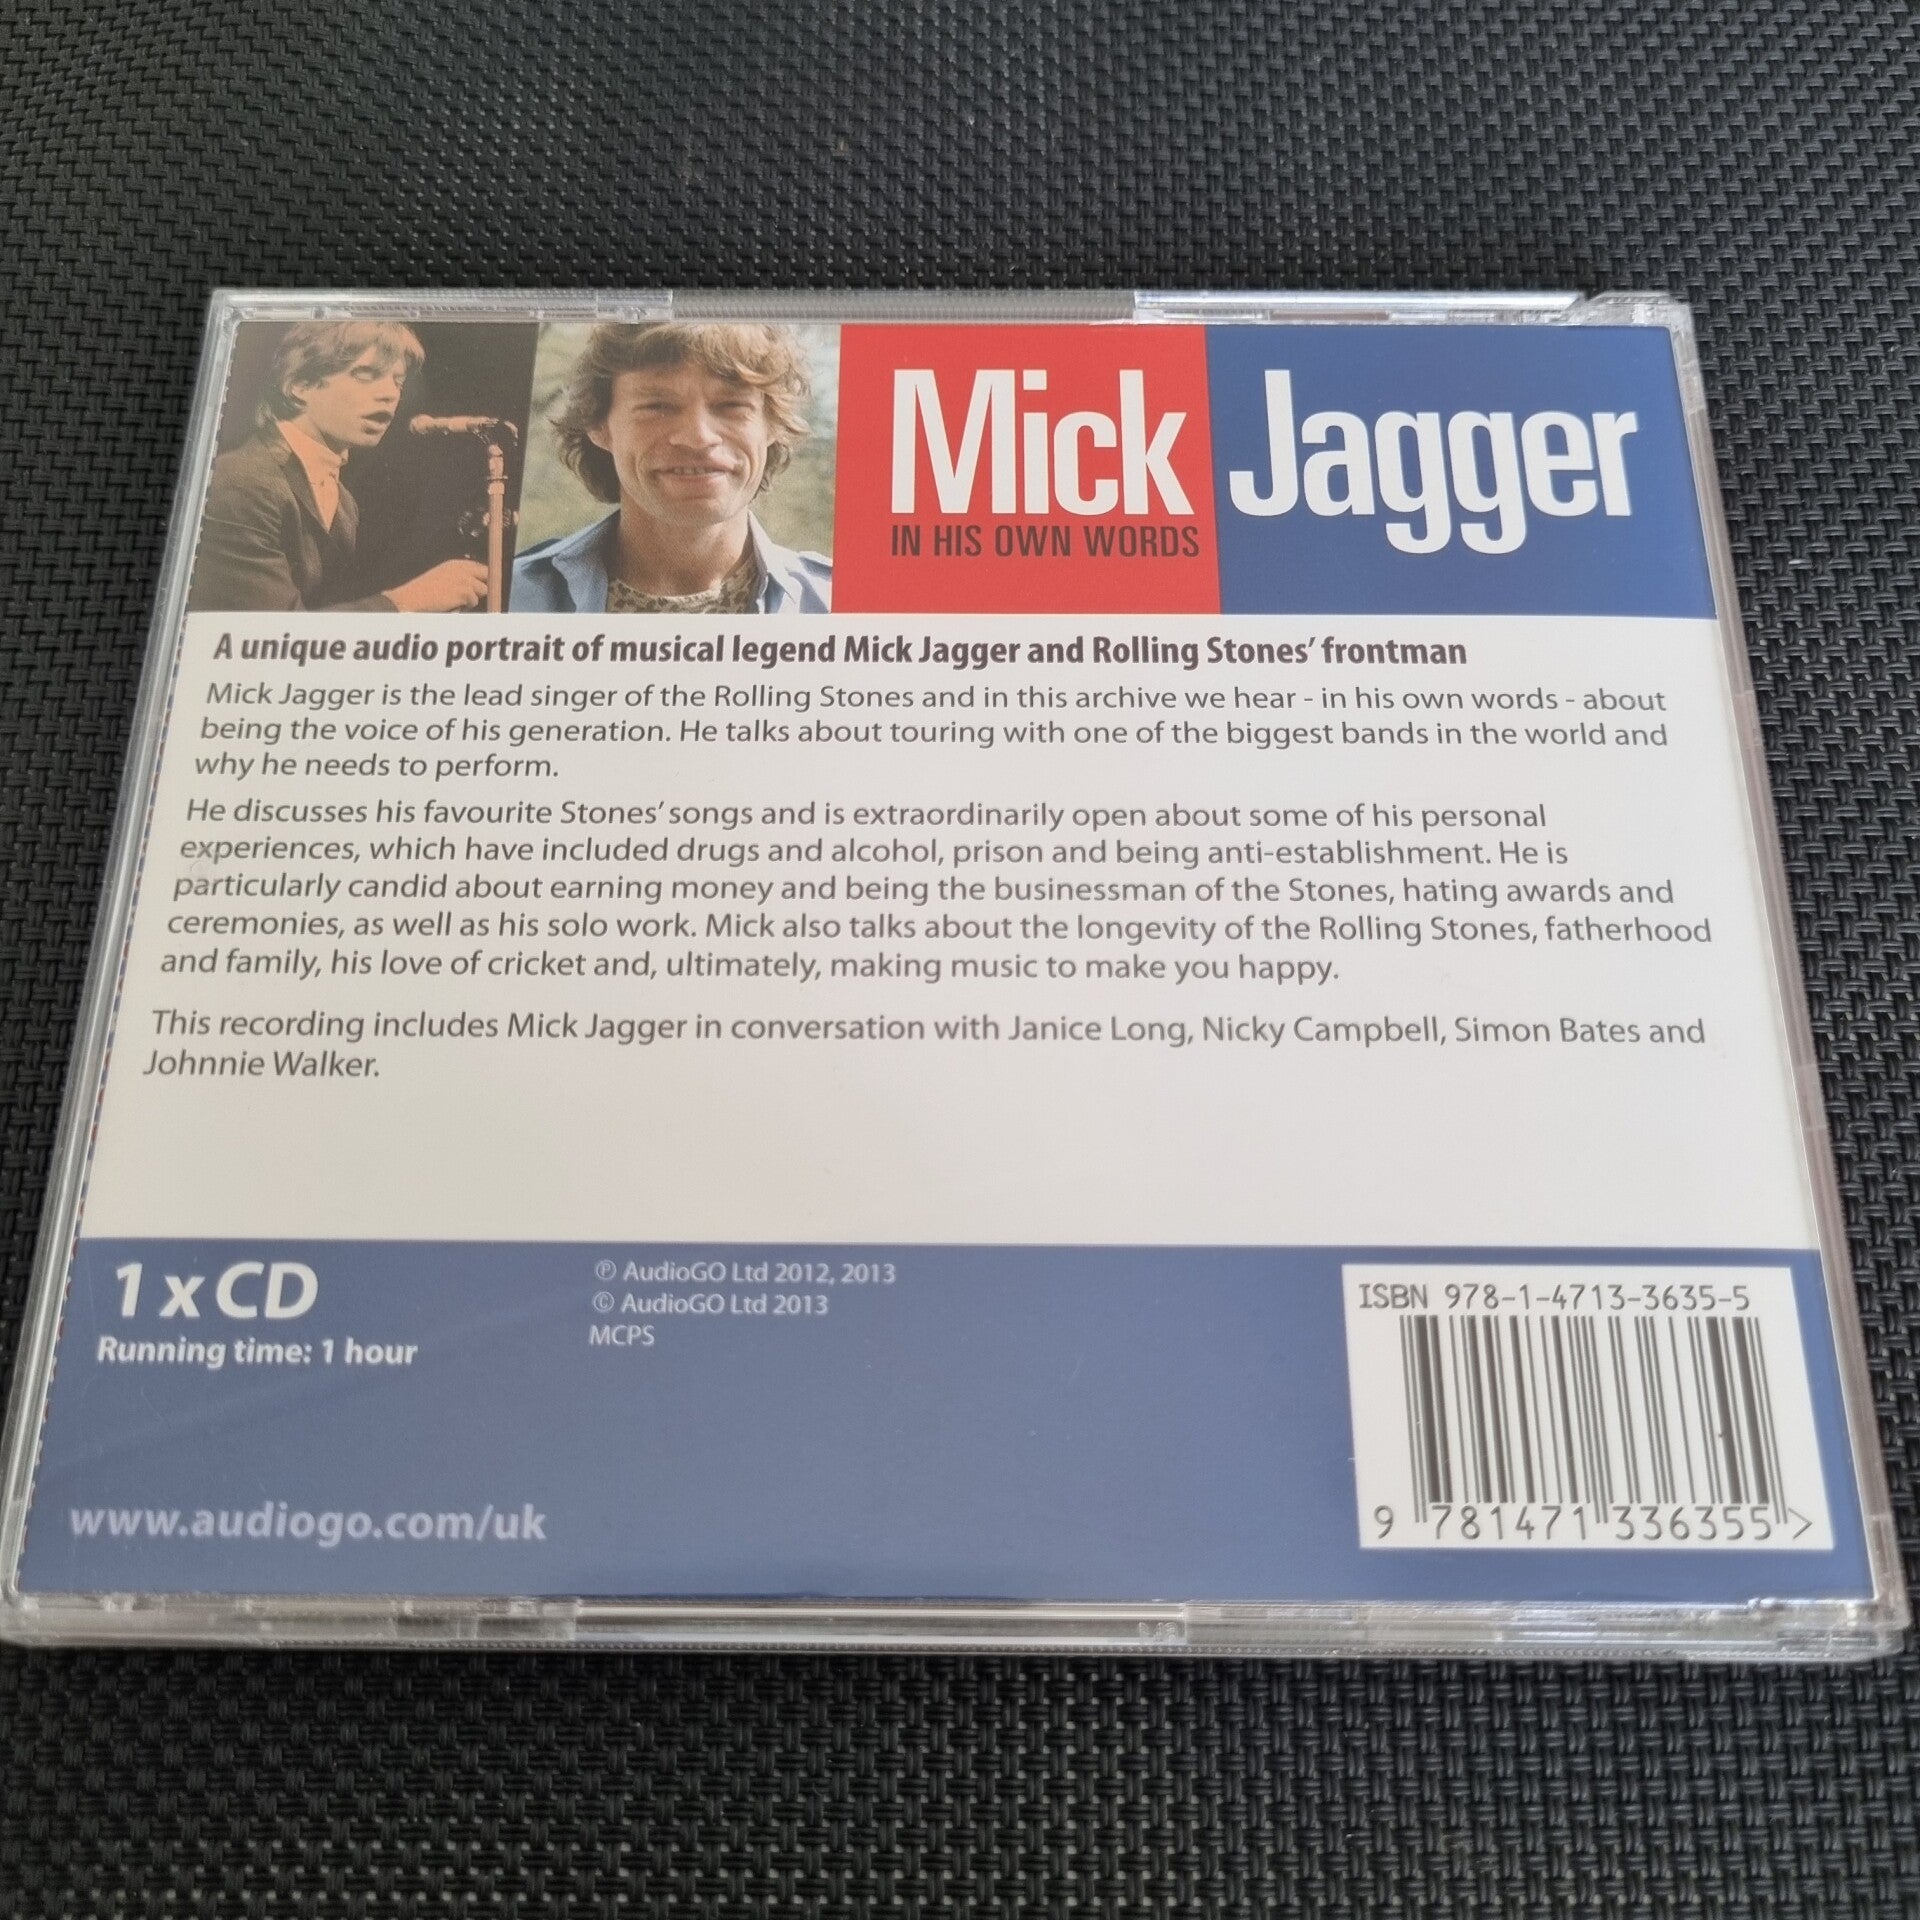 Mick Jagger
IN HIS OWN WORDS
A unique audio portrait of musical legend Mick Jagger and Rolling Stones' frontman
Mick Jagger is the lead singer of the Rolling Stones and in this archive we hear - in his own words - about
being the voice of his generation. He talks about touring with one of the biggest bands in the world and
why he needs to perform.
He discusses his favourite Stones' songs and is extraordinarily open about some of his personal
experiences, which have included drugs and alcohol, prison and being anti-establishment. He is
particularly candid about earning money and being the businessman of the Stones, hating awards and
ceremonies, as well as his solo work. Mick also talks about the longevity of the Rolling Stones, fatherhood
and family, his love of cricket and, ultimately, making music to make you happy.
This recording includes Mick Jagger in conversation with Janice Long, Nicky Campbell, Simon Bates and
Johnnie Walker.
1 x CD
Running time: 1 hour
℗ AudioGO Ltd 2012, 2013
© AudioGO Ltd 2013
MCPS
www.audiogo.com/uk
ISBN 978-1-4713-3635-5
9 781471 336355 >